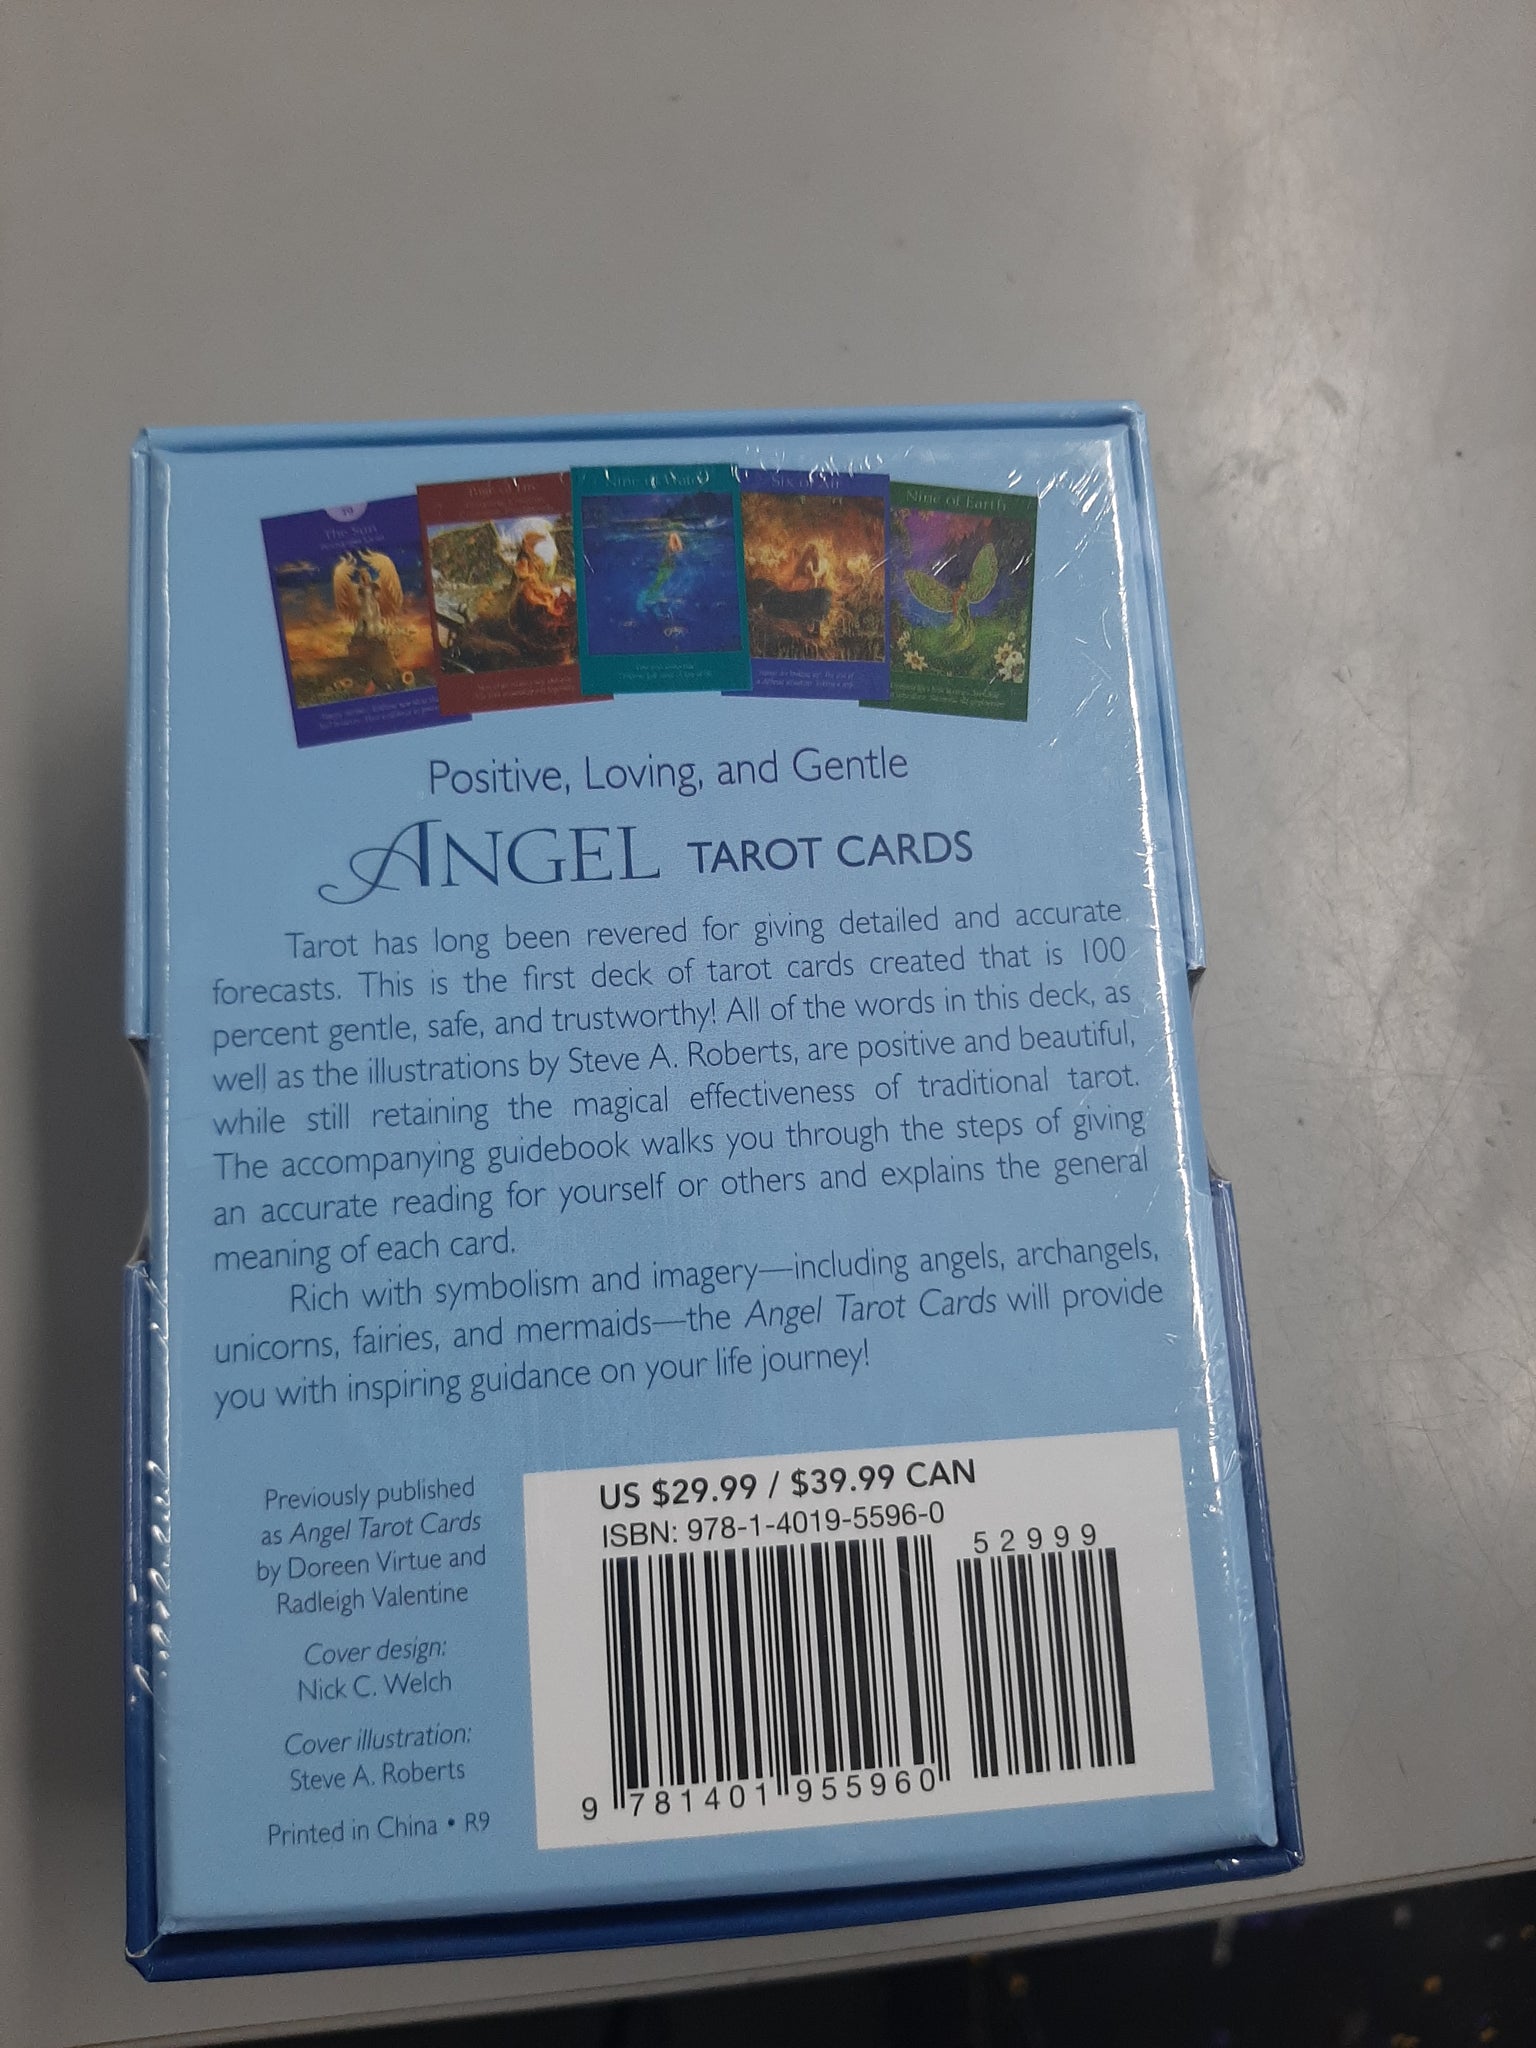 19
The Sun
Nine of Water
Six of Air
Nine of Earth
Positive, Loving, and Gentle
ANGEL TAROT CARDS
Tarot has long been revered for giving detailed and accurate
forecasts. This is the first deck of tarot cards created that is 100
percent gentle, safe, and trustworthy! All of the words in this deck, as
well as the illustrations by Steve A. Roberts, are positive and beautiful,
while still retaining the magical effectiveness of traditional tarot.
The accompanying guidebook walks you through the steps of giving
an accurate reading for yourself or others and explains the general
meaning of each card.
Rich with symbolism and imagery—including angels, archangels,
unicorns, fairies, and mermaids—the Angel Tarot Cards will provide
you with inspiring guidance on your life journey!
Previously published
as Angel Tarot Cards
by Doreen Virtue and
Radleigh Valentine
Cover design:
Nick C. Welch
Cover illustration:
Steve A. Roberts
Printed in China • R9
US $29.99 / $39.99 CAN
ISBN: 978-1-4019-5596-0
52999
9 781401 955960